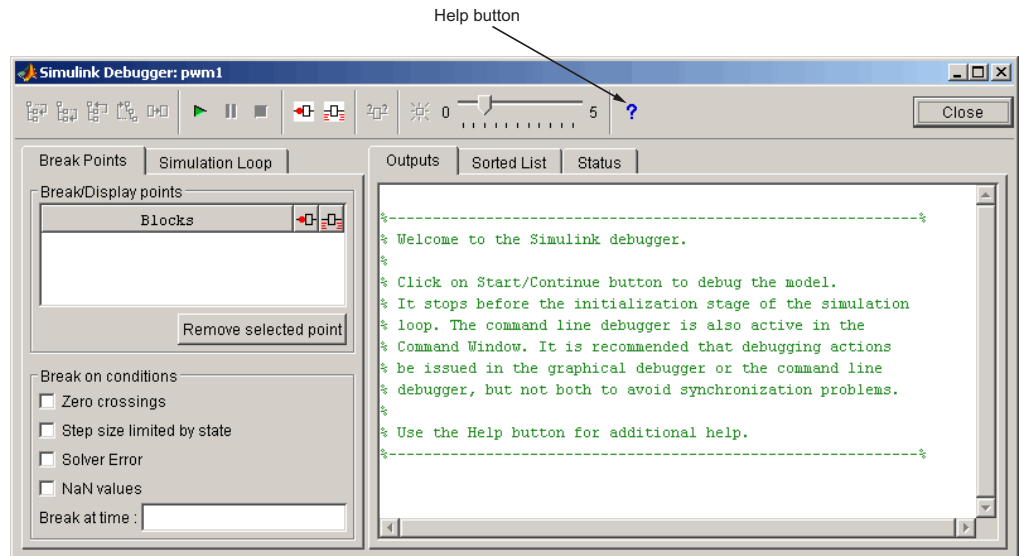 Help button
Simulink Debugger: pwm1
0 5 ?
Close
Break Points Simulation Loop
Outputs Sorted List Status
Break/Display points
Blocks
Remove selected point
Break on conditions
Zero crossings
Step size limited by state
Solver Error
NaN values
Break at time :
%------------------------------------------------------------%
% Welcome to the Simulink debugger.
%
% Click on Start/Continue button to debug the model.
% It stops before the initialization stage of the simulation
% loop. The command line debugger is also active in the
% Command Window. It is recommended that debugging actions
% be issued in the graphical debugger or the command line
% debugger, but not both to avoid synchronization problems.
%
% Use the Help button for additional help.
%------------------------------------------------------------%